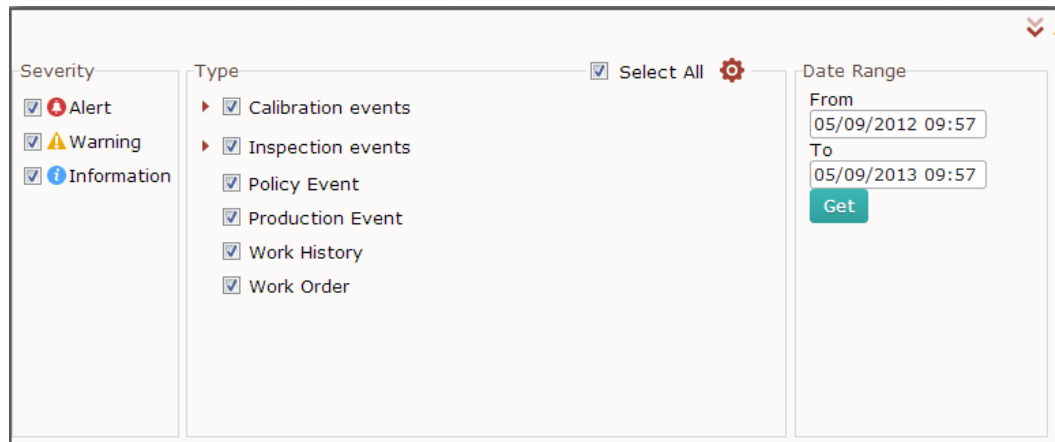 Severity
Alert
Warning
Information
Type
Select All
Calibration events
Inspection events
Policy Event
Production Event
Work History
Work Order
Date Range
From
05/09/2012 09:57
To
05/09/2013 09:57
Get